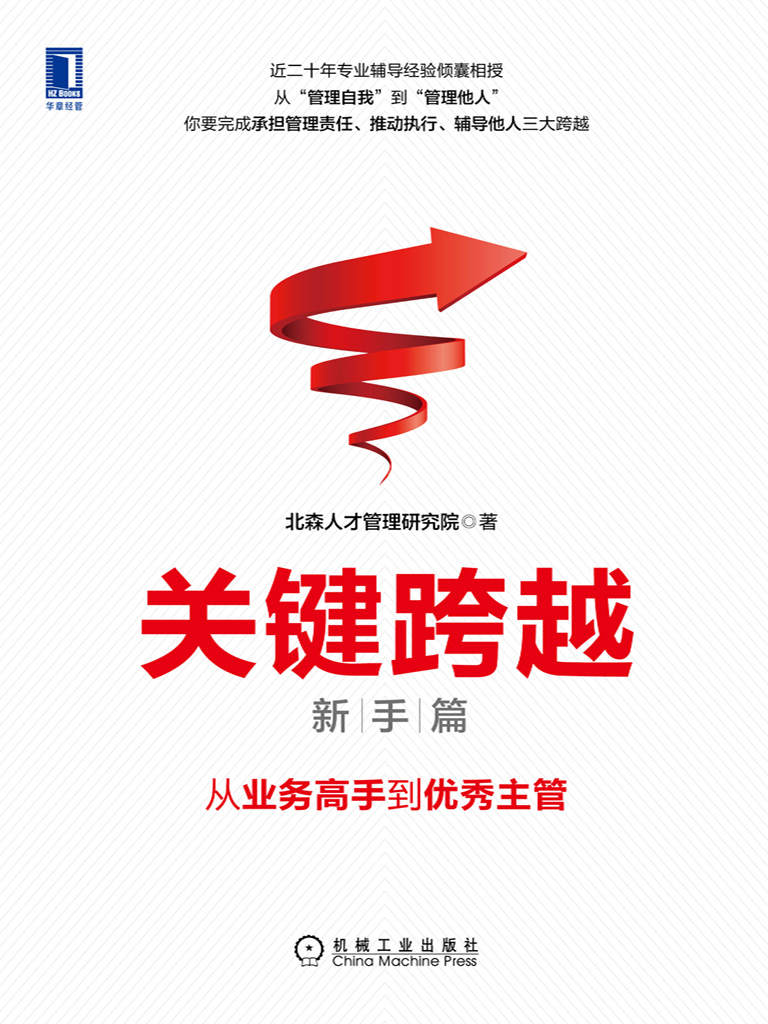 HZ BOOKS
华章经管
近二十年专业辅导经验倾囊相授
从“管理自我”到“管理他人”
你要完成承担管理责任、推动执行、辅导他人三大跨越
北森人才管理研究院◎著
关键跨越
新|手|篇
从业务高手到优秀主管
机械工业出版社
China Machine Press